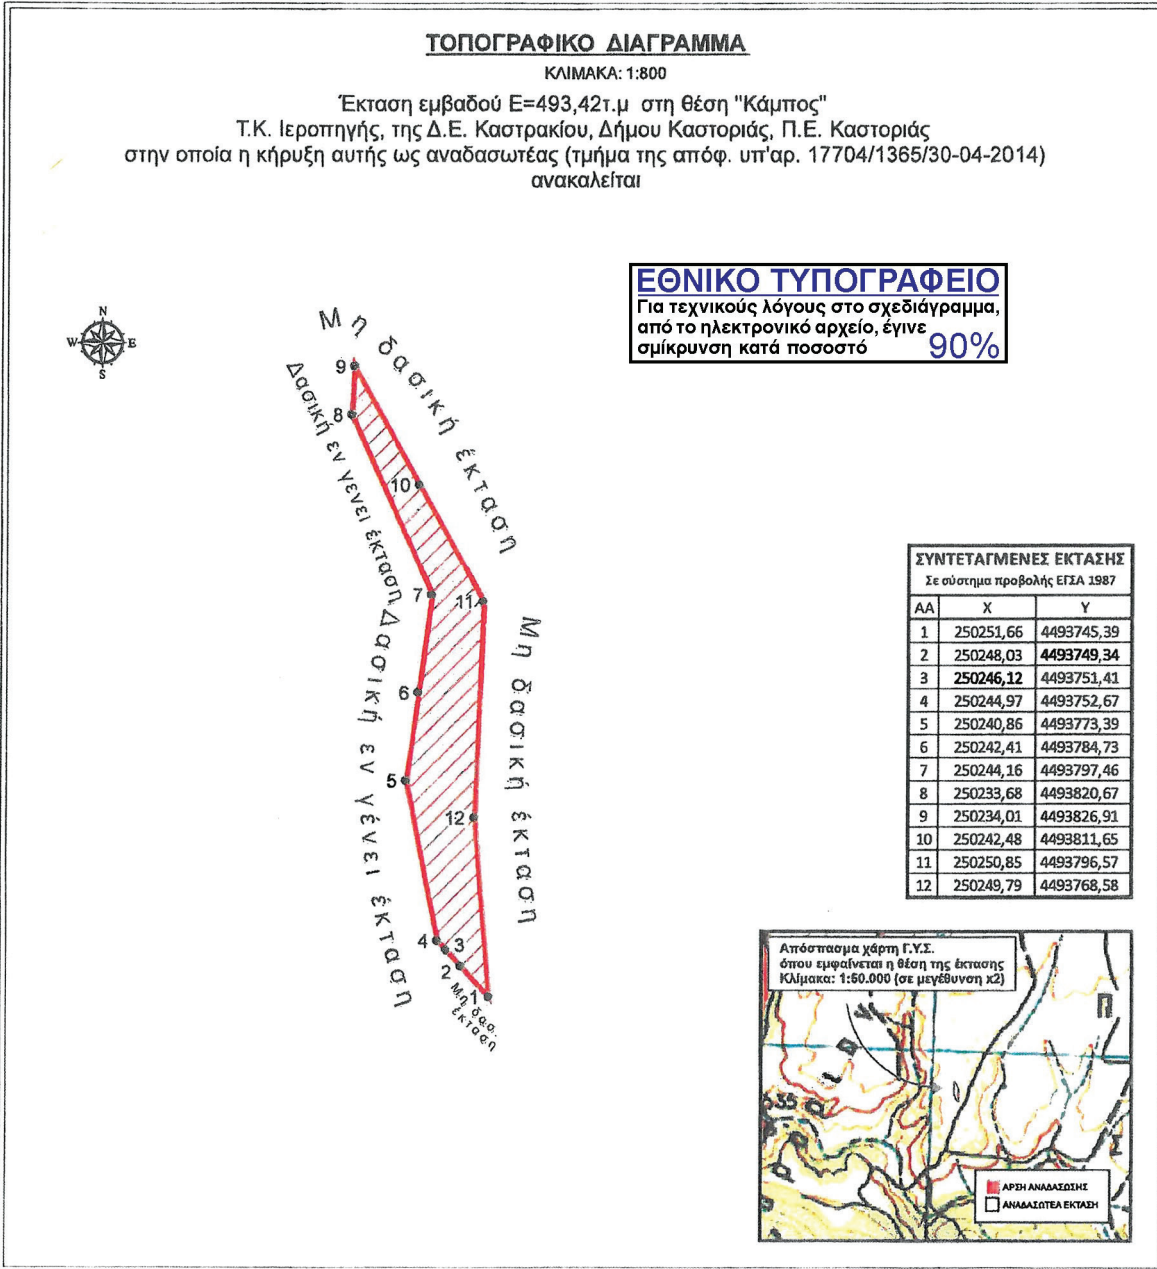 ΤΟΠΟΓΡΑΦΙΚΟ ΔΙΑΓΡΑΜΜΑ
ΚΛΙΜΑΚΑ: 1:800
Έκταση εμβαδού Ε=493,42τ.μ στη θέση "Κάμπος"
Τ.Κ. Ιεροπηγής, της Δ.Ε. Καστρακίου, Δήμου Καστοριάς, Π.Ε. Καστοριάς
στην οποία η κήρυξη αυτής ως αναδασωτέας (τμήμα της απόφ. υπ'αρ. 17704/1365/30-04-2014)
ανακαλείται
ΕΘΝΙΚΟ ΤΥΠΟΓΡΑΦΕΙΟ
Για τεχνικούς λόγους στο σχεδιάγραμμα,
από το ηλεκτρονικό αρχείο, έγινε
σμίκρυνση κατά ποσοστό 90%
N
W E
S
Μη δασική έκταση
Δασική εν γενει έκταση
9
8
10
7
11
6
5
12
4
3
2
1
Δασική εν γένει έκταση
Μη δασική έκταση
Μη δασ.
έκταση
ΣΥΝΤΕΤΑΓΜΕΝΕΣ ΕΚΤΑΣΗΣ
Σε σύστημα προβολής ΕΓΣΑ 1987
ΑΑ Χ Υ
1 250251,66 4493745,39
2 250248,03 4493749,34
3 250246,12 4493751,41
4 250244,97 4493752,67
5 250240,86 4493773,39
6 250242,41 4493784,73
7 250244,16 4493797,46
8 250233,68 4493820,67
9 250234,01 4493826,91
10 250242,48 4493811,65
11 250250,85 4493796,57
12 250249,79 4493768,58
Απόσπασμα χάρτη Γ.Υ.Σ.
όπου εμφαίνεται η θέση της έκτασης
Κλίμακα: 1:50.000 (σε μεγέθυνση x2)
Π
ΑΡΣΗ ΑΝΑΔΑΣΩΣΗΣ
ΑΝΑΔΑΣΩΤΕΑ ΕΚΤΑΣΗ